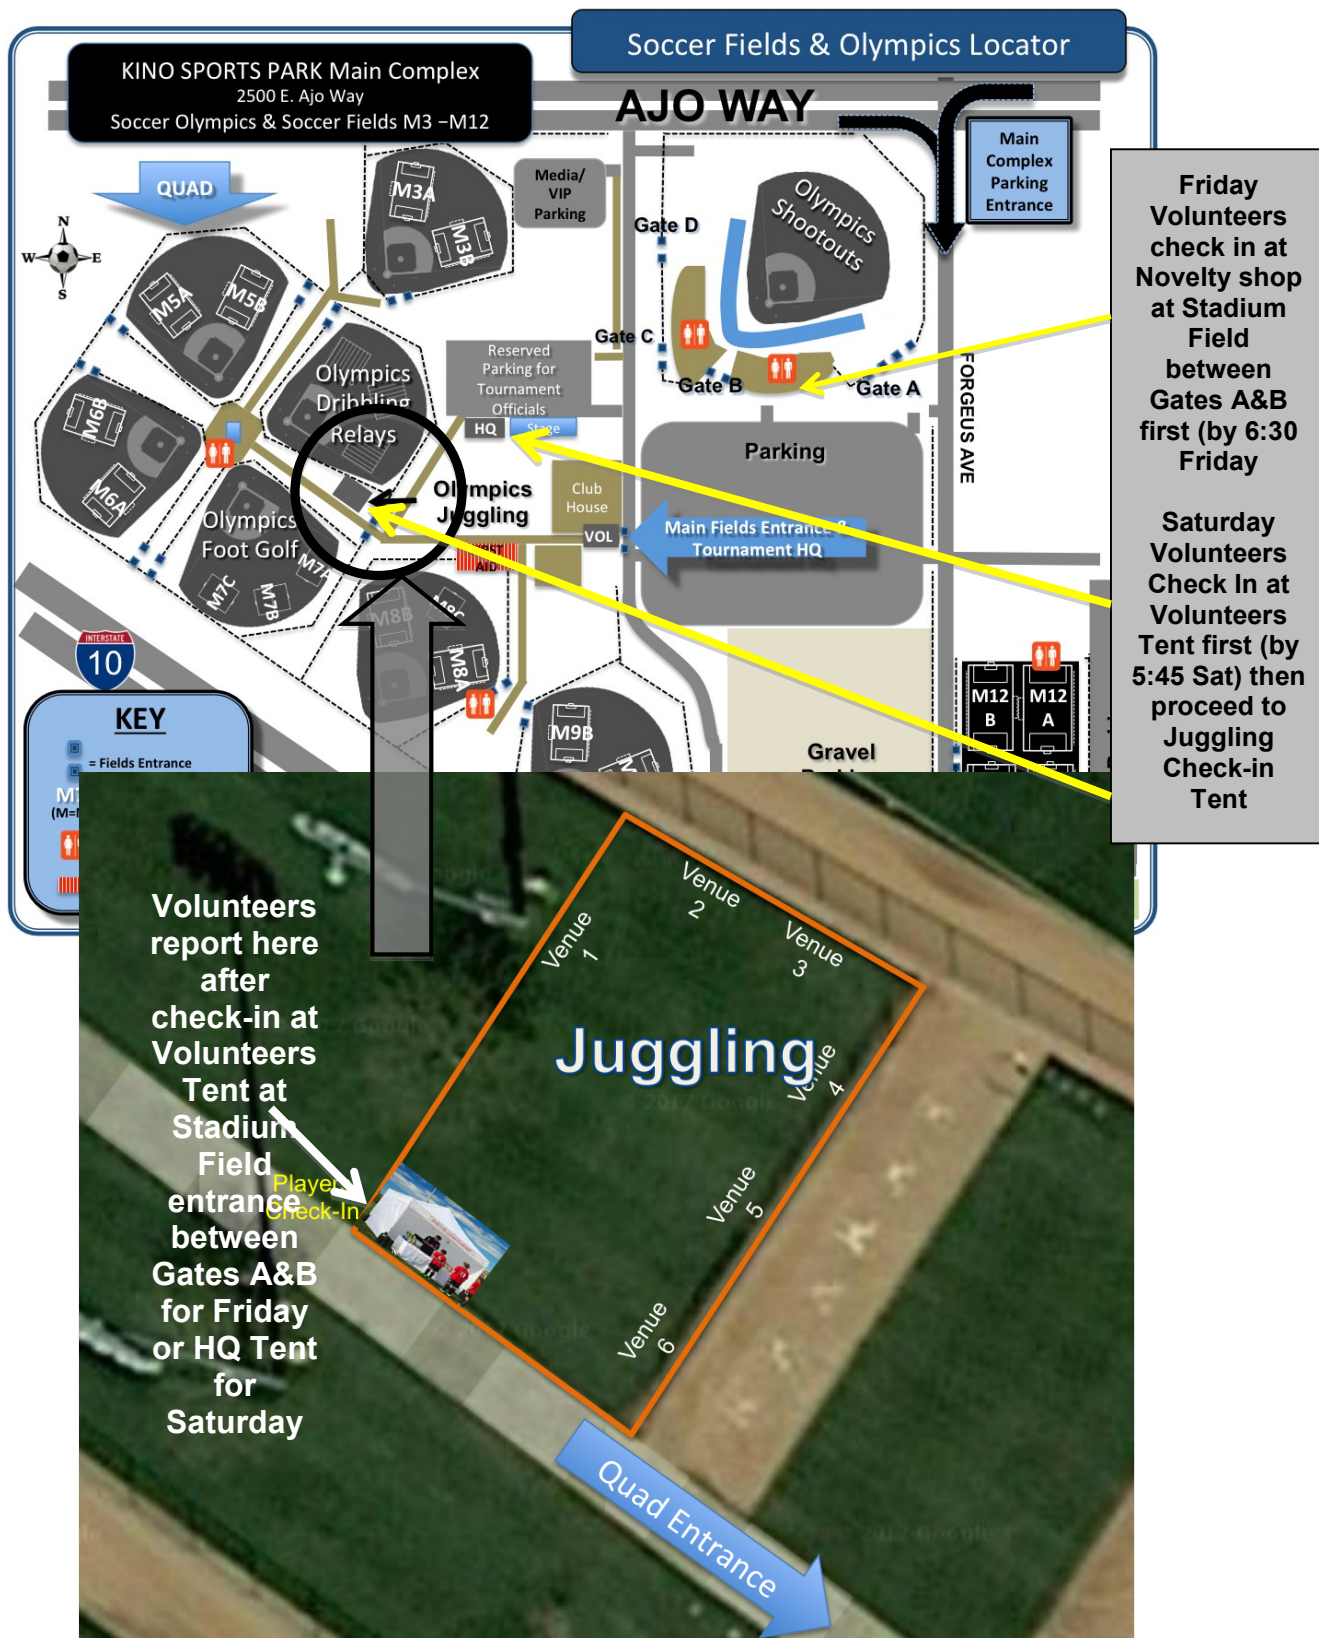 Soccer Fields & Olympics Locator
KINO SPORTS PARK Main Complex
2500 E. Ajo Way
Soccer Olympics & Soccer Fields M3 –M12
AJO WAY
Main
Complex
Parking
Entrance
QUAD
N
W
E
S
M3A
M3B
Media/
VIP
Parking
Gate D
Olympics
Shootouts
M5A
M5B
Gate C
Gate B
Gate A
FORGEUS AVE
Olympics
Dribbling
Relays
Reserved
Parking for
Tournament
Officials
HQ
Stage
Parking
M6B
M6A
Olympics
Juggling
Club
House
Olympics
Foot Golf
VOL
Main Fields Entrance &
Tournament HQ
M7C
M7B
M7A
AID
M8B
M8C
M8A
M9B
M12
B
M12
A
INTERSTATE
10
KEY
= Fields Entrance
Gravel
Friday
Volunteers
check in at
Novelty shop
at Stadium
Field
between
Gates A&B
first (by 6:30
Friday
Saturday
Volunteers
Check In at
Volunteers
Tent first (by
5:45 Sat) then
proceed to
Juggling
Check-in
Tent
Volunteers
report here
after
check-in at
Volunteers
Tent at
Stadium
Field
entrance
between
Gates A&B
for Friday
or HQ Tent
for
Saturday
Player
Check-In
Venue
1
Venue
2
Venue
3
Juggling
Venue
4
Venue
5
Venue
6
© 2017 Google
Quad Entrance
© 2017 Google